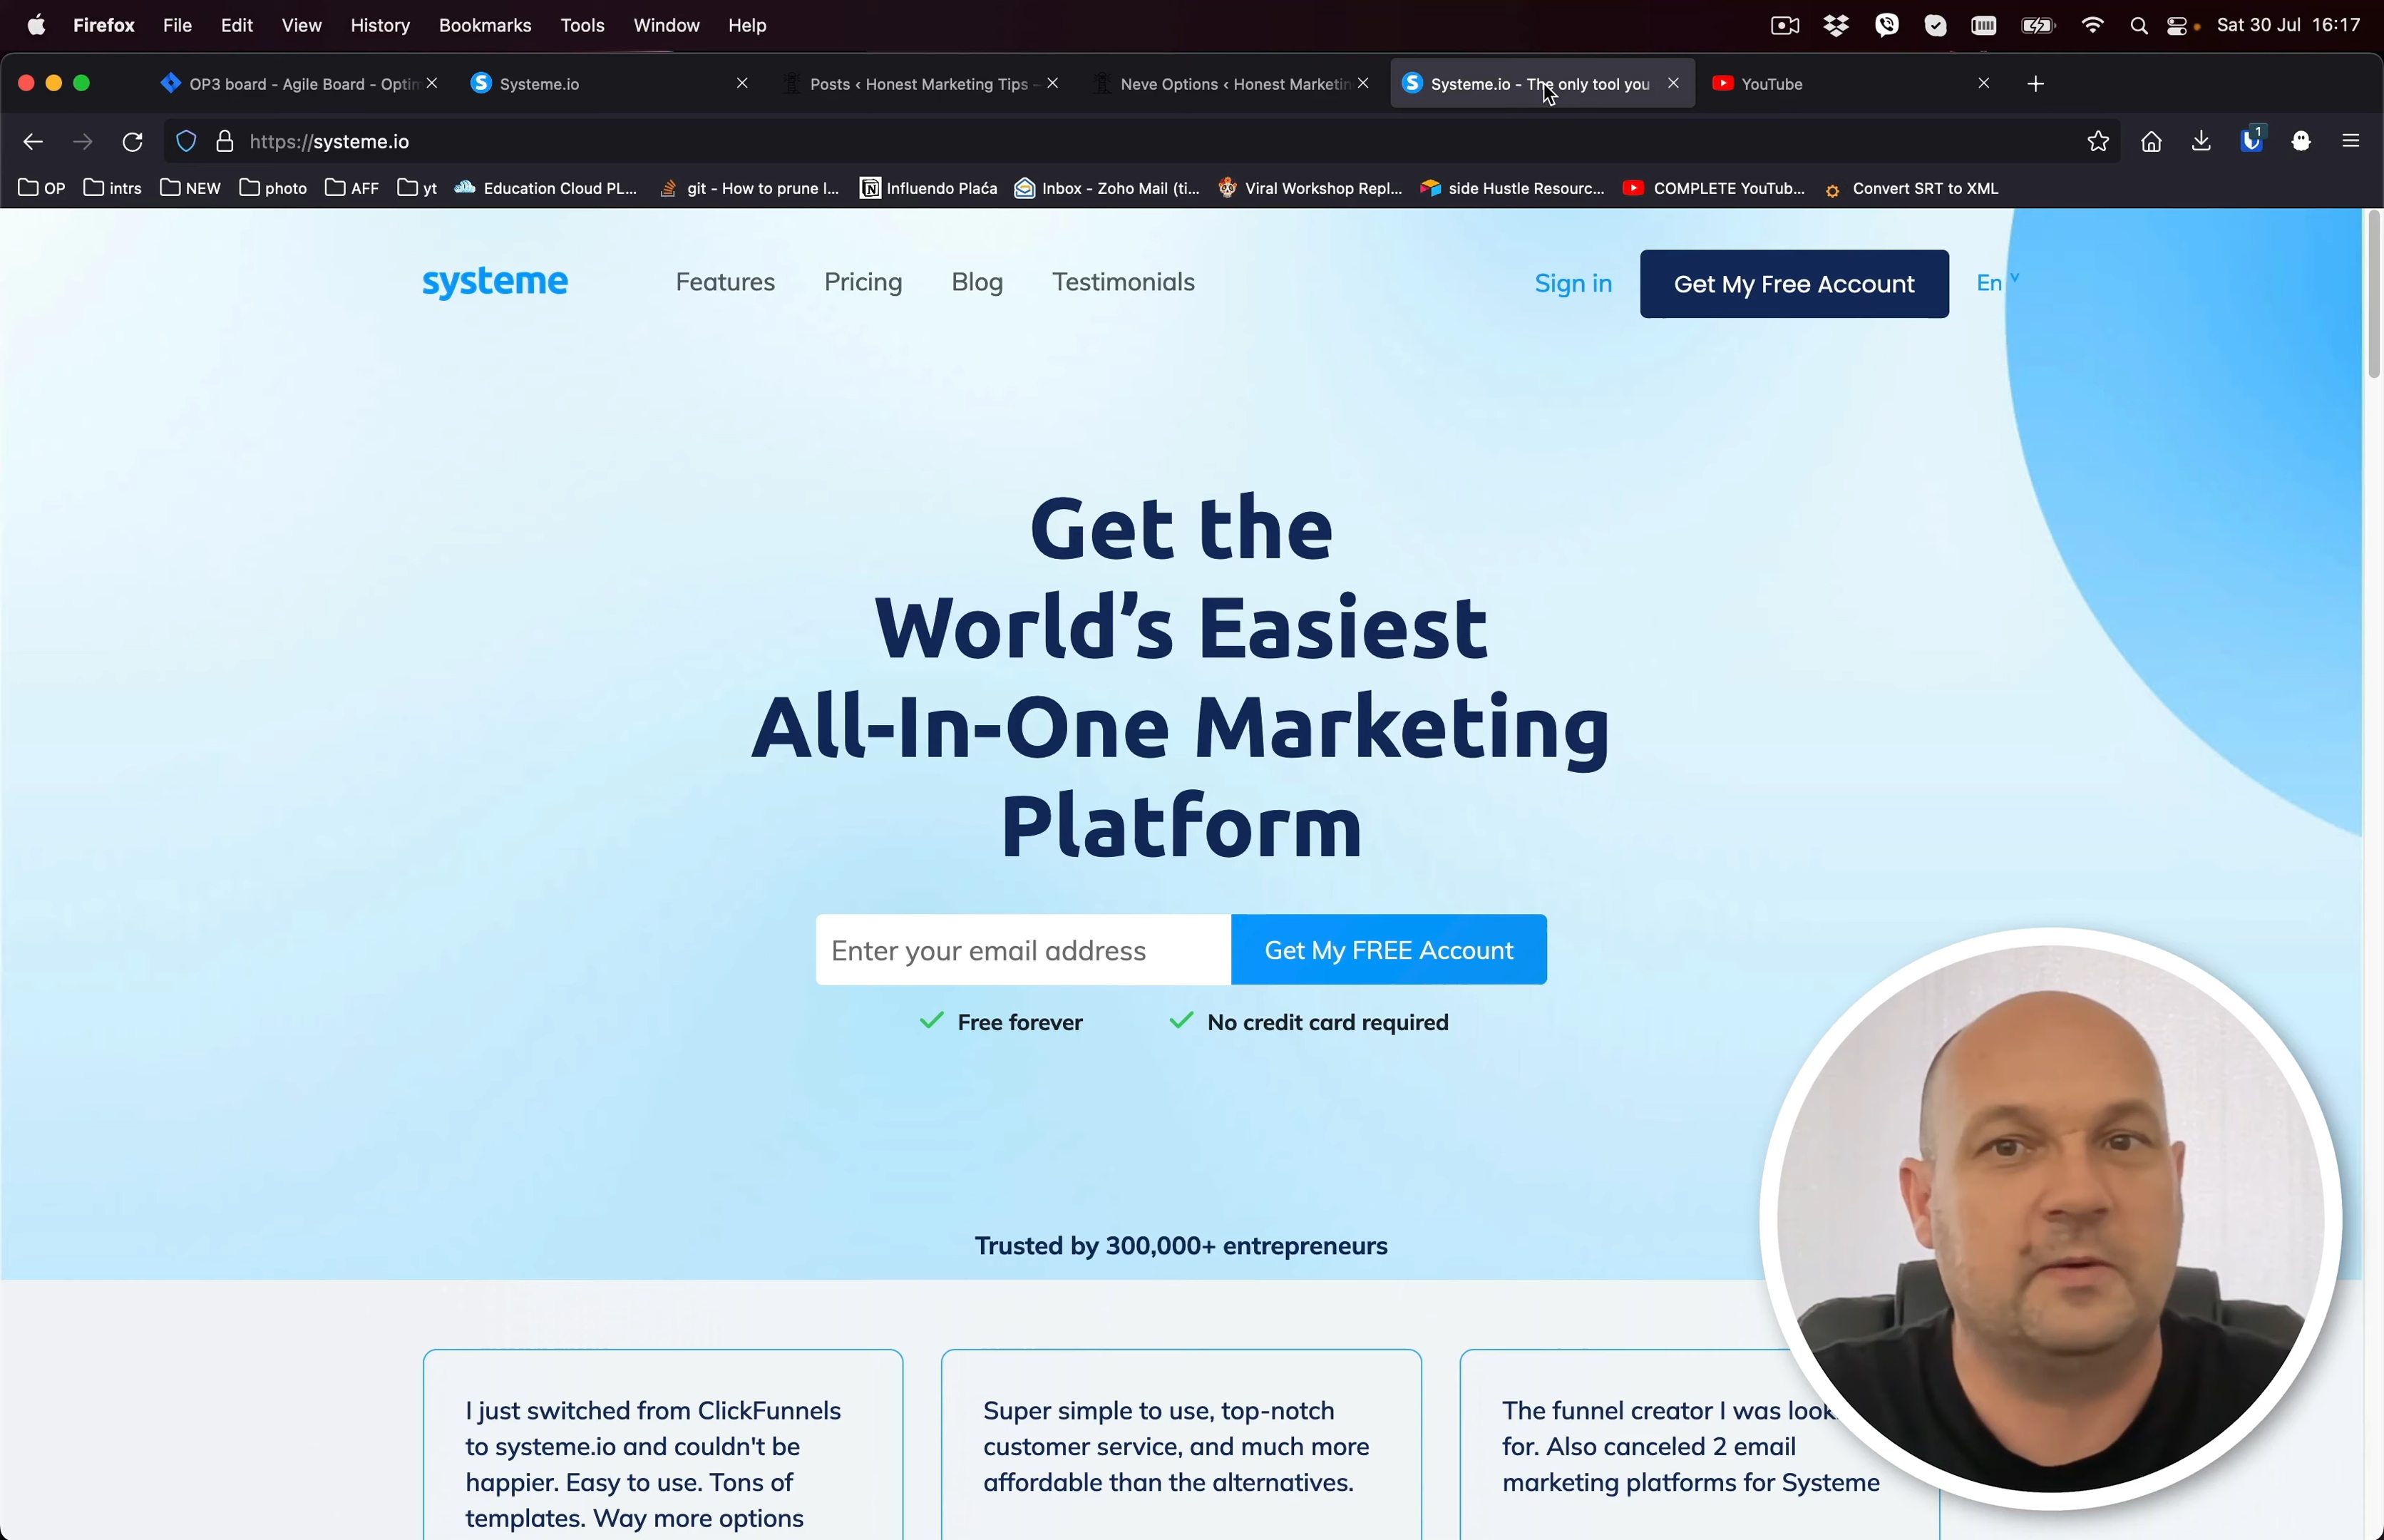 Firefox File Edit View History Bookmarks Tools Window Help
Sat 30 Jul 16:17
OP3 board - Agile Board - Optim
Systeme.io
Posts ‹ Honest Marketing Tips -
Neve Options ‹ Honest Marketin
Systeme.io - The only tool you
YouTube
https://systeme.io
1
OP
intrs
NEW
photo
AFF
yt
Education Cloud PL...
git - How to prune l...
Influendo Plaća
Inbox - Zoho Mail (ti...
Viral Workshop Repl...
side Hustle Resourc...
COMPLETE YouTub...
Convert SRT to XML
systeme
Features
Pricing
Blog
Testimonials
Sign in
Get My Free Account
En
Get the
World’s Easiest
All-In-One Marketing
Platform
Enter your email address
Get My FREE Account
Free forever
No credit card required
Trusted by 300,000+ entrepreneurs
I just switched from ClickFunnels
to systeme.io and couldn't be
happier. Easy to use. Tons of
templates. Way more options
Super simple to use, top-notch
customer service, and much more
affordable than the alternatives.
The funnel creator I was look
for. Also canceled 2 email
marketing platforms for Systeme